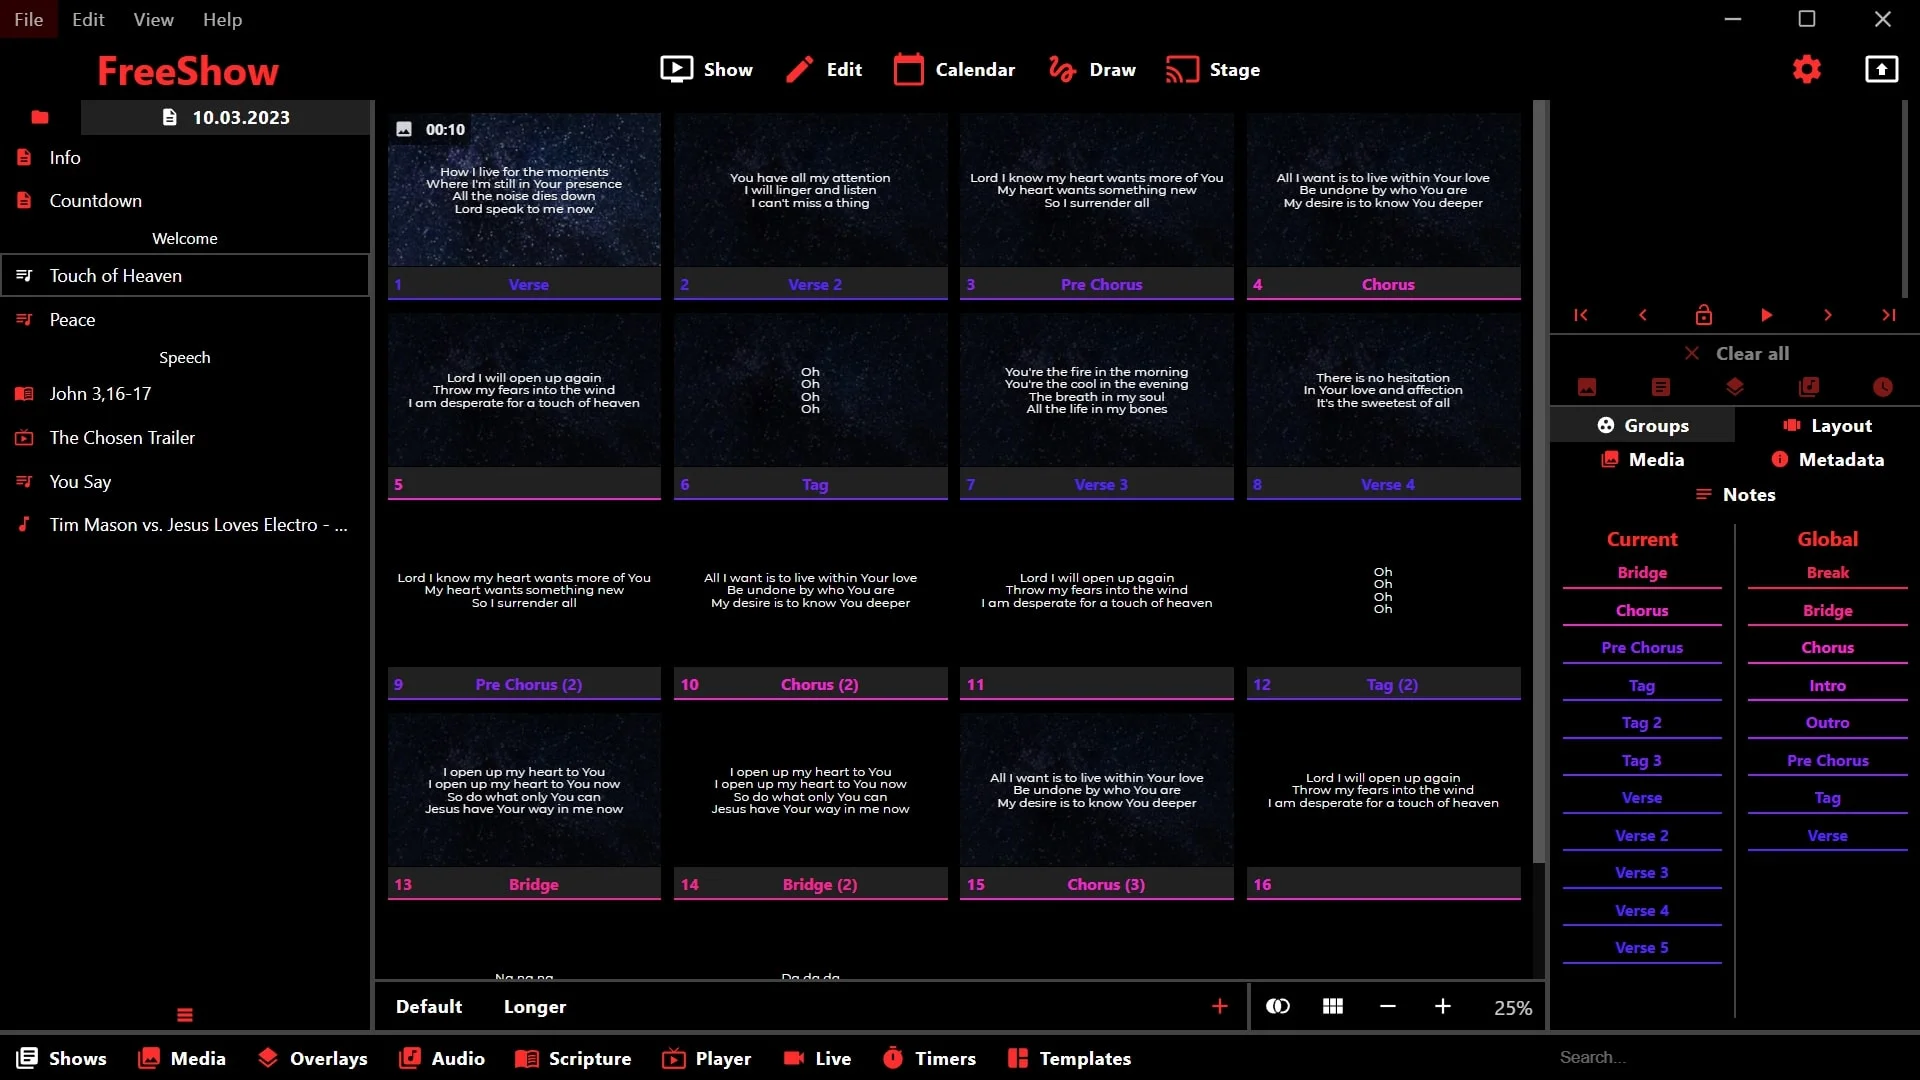 File Edit View Help
FreeShow
Show Edit Calendar Draw Stage
10.03.2023
Info
Countdown
Welcome
Touch of Heaven
Peace
Speech
John 3,16-17
The Chosen Trailer
You Say
Tim Mason vs. Jesus Loves Electro - ...
00:10
How I live for the moments
Where I'm still in Your presence
All the noise dies down
Lord speak to me now
1 Verse
You have all my attention
I will linger and listen
I can't miss a thing
2 Verse 2
Lord I know my heart wants more of You
My heart wants something new
So I surrender all
3 Pre Chorus
All I want is to live within Your love
Be undone by who You are
My desire is to know You deeper
4 Chorus
Lord I will open up again
Throw my fears into the wind
I am desperate for a touch of heaven
5
Oh
Oh
Oh
Oh
6 Tag
You're the fire in the morning
You're the cool in the evening
The breath in my soul
All the life in my bones
7 Verse 3
There is no hesitation
In Your love and affection
It's the sweetest of all
8 Verse 4
Lord I know my heart wants more of You
My heart wants something new
So I surrender all
9 Pre Chorus (2)
All I want is to live within Your love
Be undone by who You are
My desire is to know You deeper
10 Chorus (2)
Lord I will open up again
Throw my fears into the wind
I am desperate for a touch of heaven
11
Oh
Oh
Oh
Oh
12 Tag (2)
I open up my heart to You
I open up my heart to You now
So do what only You can
Jesus have Your way in me now
13 Bridge
I open up my heart to You
I open up my heart to You now
So do what only You can
Jesus have Your way in me now
14 Bridge (2)
All I want is to live within Your love
Be undone by who You are
My desire is to know You deeper
15 Chorus (3)
Lord I will open up again
Throw my fears into the wind
I am desperate for a touch of heaven
16
Na na na
Da da da
Default Longer
25%
Clear all
Groups Layout
Media Metadata
Notes
Current
Bridge
Chorus
Pre Chorus
Tag
Tag 2
Tag 3
Verse
Verse 2
Verse 3
Verse 4
Verse 5
Global
Break
Bridge
Chorus
Intro
Outro
Pre Chorus
Tag
Verse
Shows Media Overlays Audio Scripture Player Live Timers Templates
Search...